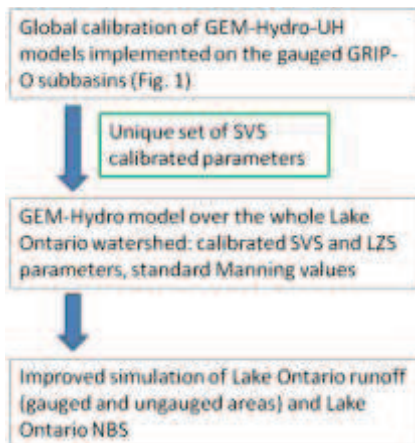 Global calibration of GEM-Hydro-UH
models implemented on the gauged GRIP-
O subbasins (Fig. 1)
Unique set of SVS
calibrated parameters
GEM-Hydro model over the whole Lake
Ontario watershed: calibrated SVS and LZS
parameters, standard Manning values
Improved simulation of Lake Ontario runoff
(gauged and ungauged areas) and Lake
Ontario NBS